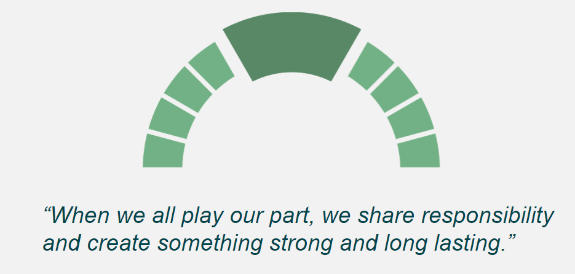 “When we all play our part, we share responsibility
and create something strong and long lasting.”